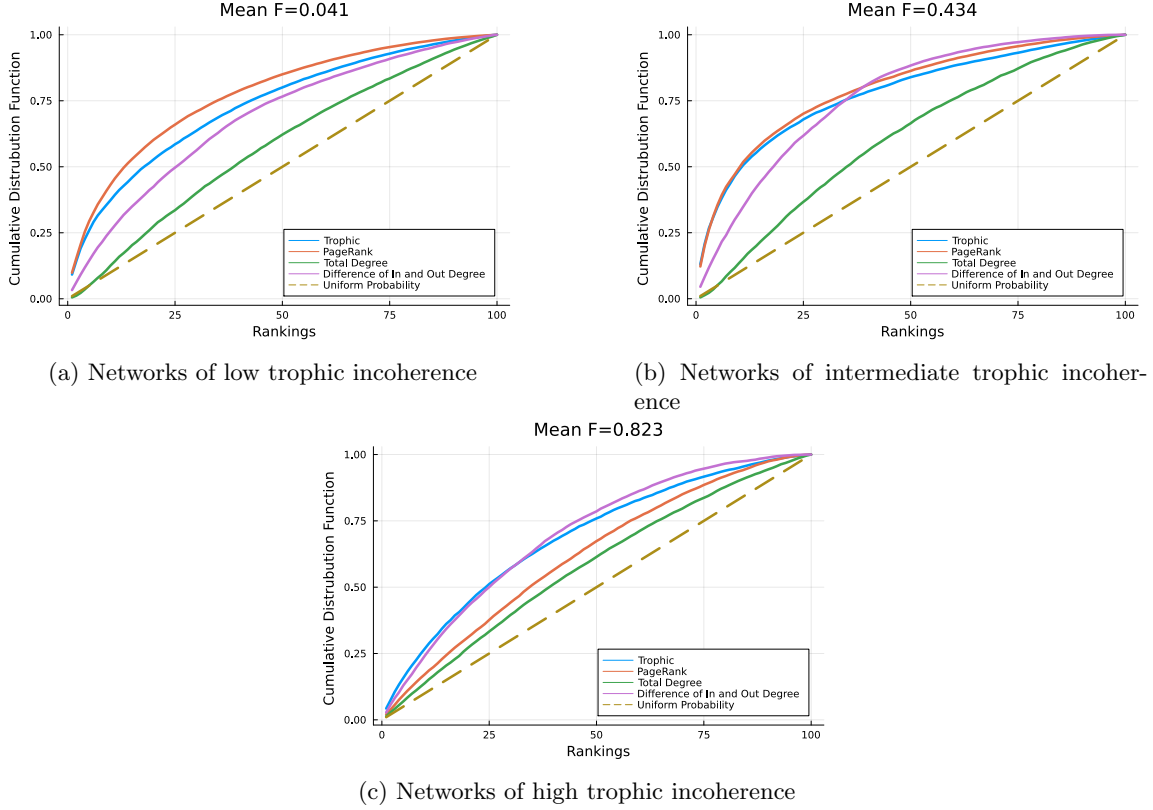 Mean F=0.041
Cumulative Distrubution Function
1.00
0.75
0.50
0.25
0.00
Trophic
PageRank
Total Degree
Difference of In and Out Degree
Uniform Probability
0
25
50
75
100
Rankings
(a) Networks of low trophic incoherence
Mean F=0.434
Cumulative Distrubution Function
1.00
0.75
0.50
0.25
0.00
Trophic
PageRank
Total Degree
Difference of In and Out Degree
Uniform Probability
0
25
50
75
100
Rankings
(b) Networks of intermediate trophic incoher-
ence
Mean F=0.823
Cumulative Distrubution Function
1.00
0.75
0.50
0.25
0.00
Trophic
PageRank
Total Degree
Difference of In and Out Degree
Uniform Probability
0
25
50
75
100
Rankings
(c) Networks of high trophic incoherence